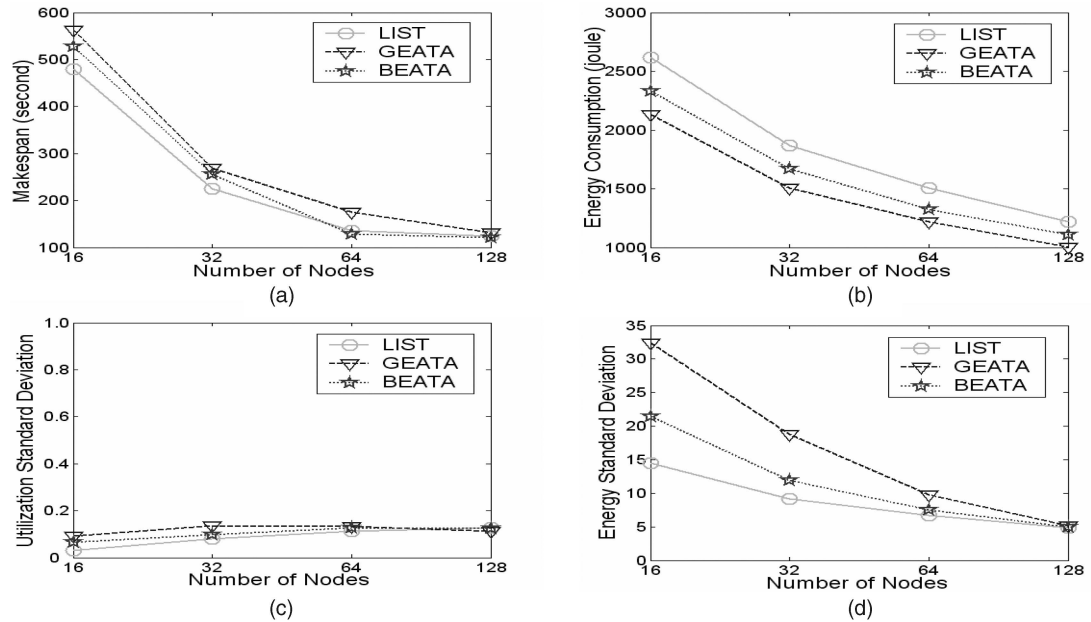 600
500
400
300
200
100
Makespan (second)
LIST
GEATA
BEATA
16
32
64
128
Number of Nodes
(a)
3000
2500
2000
1500
1000
Energy Consumption (joule)
LIST
GEATA
BEATA
16
32
64
128
Number of Nodes
(b)
1.0
0.8
0.6
0.4
0.2
0
Utilization Standard Deviation
LIST
GEATA
BEATA
16
32
64
128
Number of Nodes
(c)
35
30
25
20
15
10
5
0
Energy Standard Deviation
LIST
GEATA
BEATA
16
32
64
128
Number of Nodes
(d)